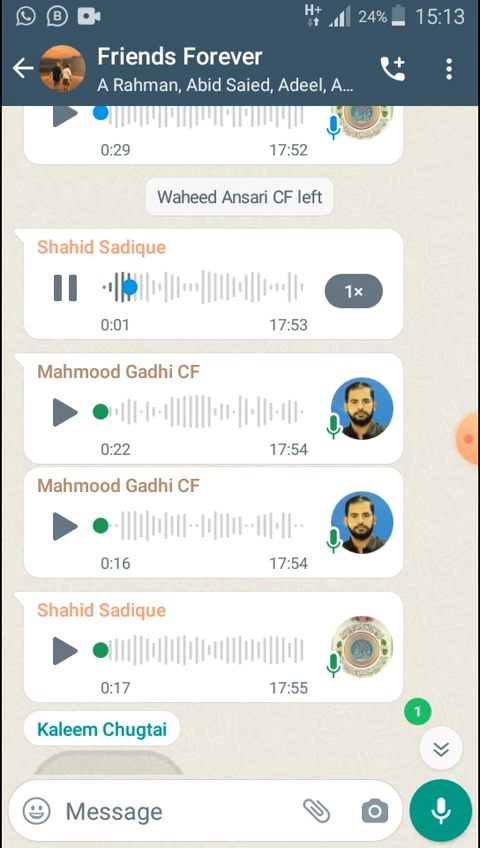 H+
24%
15:13
Friends Forever
A Rahman, Abid Saied, Adeel, A...
0:29
17:52
Waheed Ansari CF left
Shahid Sadique
1×
0:01
17:53
Mahmood Gadhi CF
0:22
17:54
Mahmood Gadhi CF
0:16
17:54
Shahid Sadique
0:17
17:55
1
Kaleem Chugtai
Message